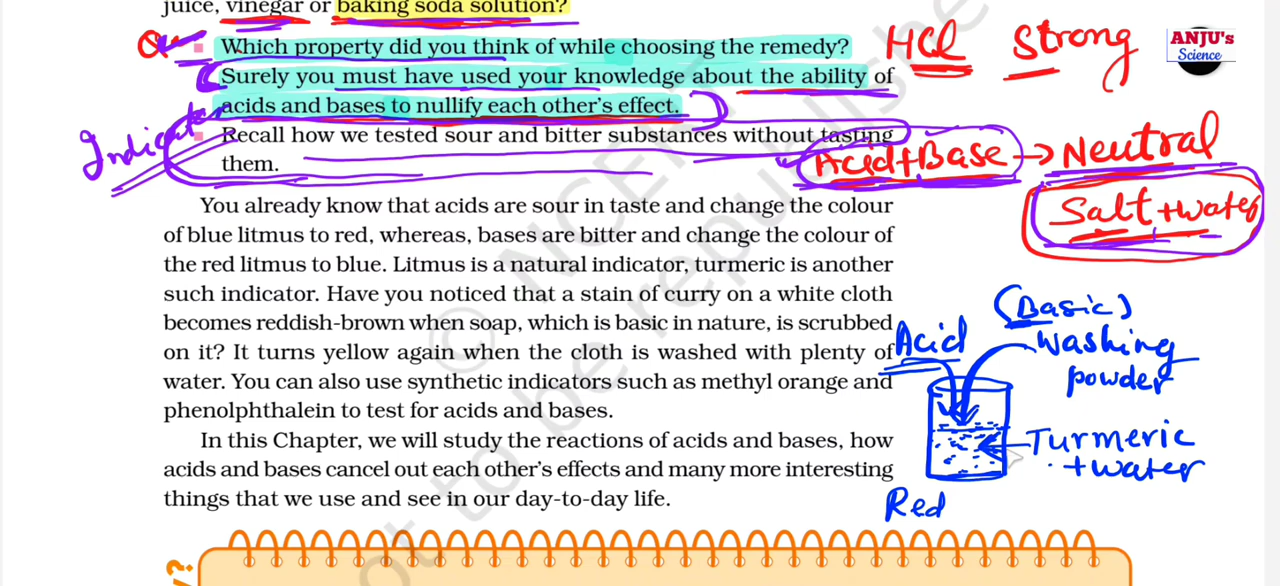 juice, vinegar or baking soda solution?
Q
Which property did you think of while choosing the remedy?
Surely you must have used your knowledge about the ability of
acids and bases to nullify each other's effect.
Recall how we tested sour and bitter substances without tasting
them.
HCl Strong
ANJU's
Science
Indicator
Acid+Base → Neutral
Salt+water
You already know that acids are sour in taste and change the colour
of blue litmus to red, whereas, bases are bitter and change the colour of
the red litmus to blue. Litmus is a natural indicator, turmeric is another
such indicator. Have you noticed that a stain of curry on a white cloth
becomes reddish-brown when soap, which is basic in nature, is scrubbed
on it? It turns yellow again when the cloth is washed with plenty of
water. You can also use synthetic indicators such as methyl orange and
phenolphthalein to test for acids and bases.
In this Chapter, we will study the reactions of acids and bases, how
acids and bases cancel out each other's effects and many more interesting
things that we use and see in our day-to-day life.
(Basic)
Acid
washing
powder
Turmeric
+water
Red
© NCERT
not to be republished
?